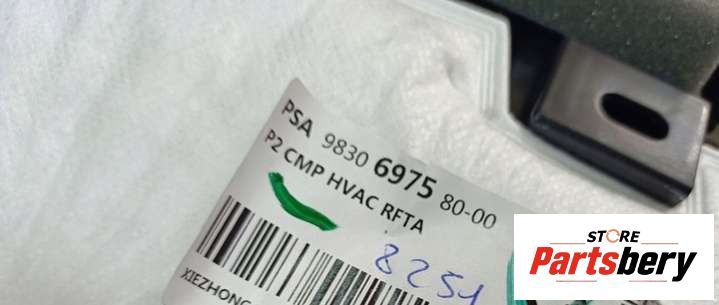 PSA 9830 6975 80-00
P2 CMP HVAC RFTA
8251
XIEZHONG
STORE
Partsbery